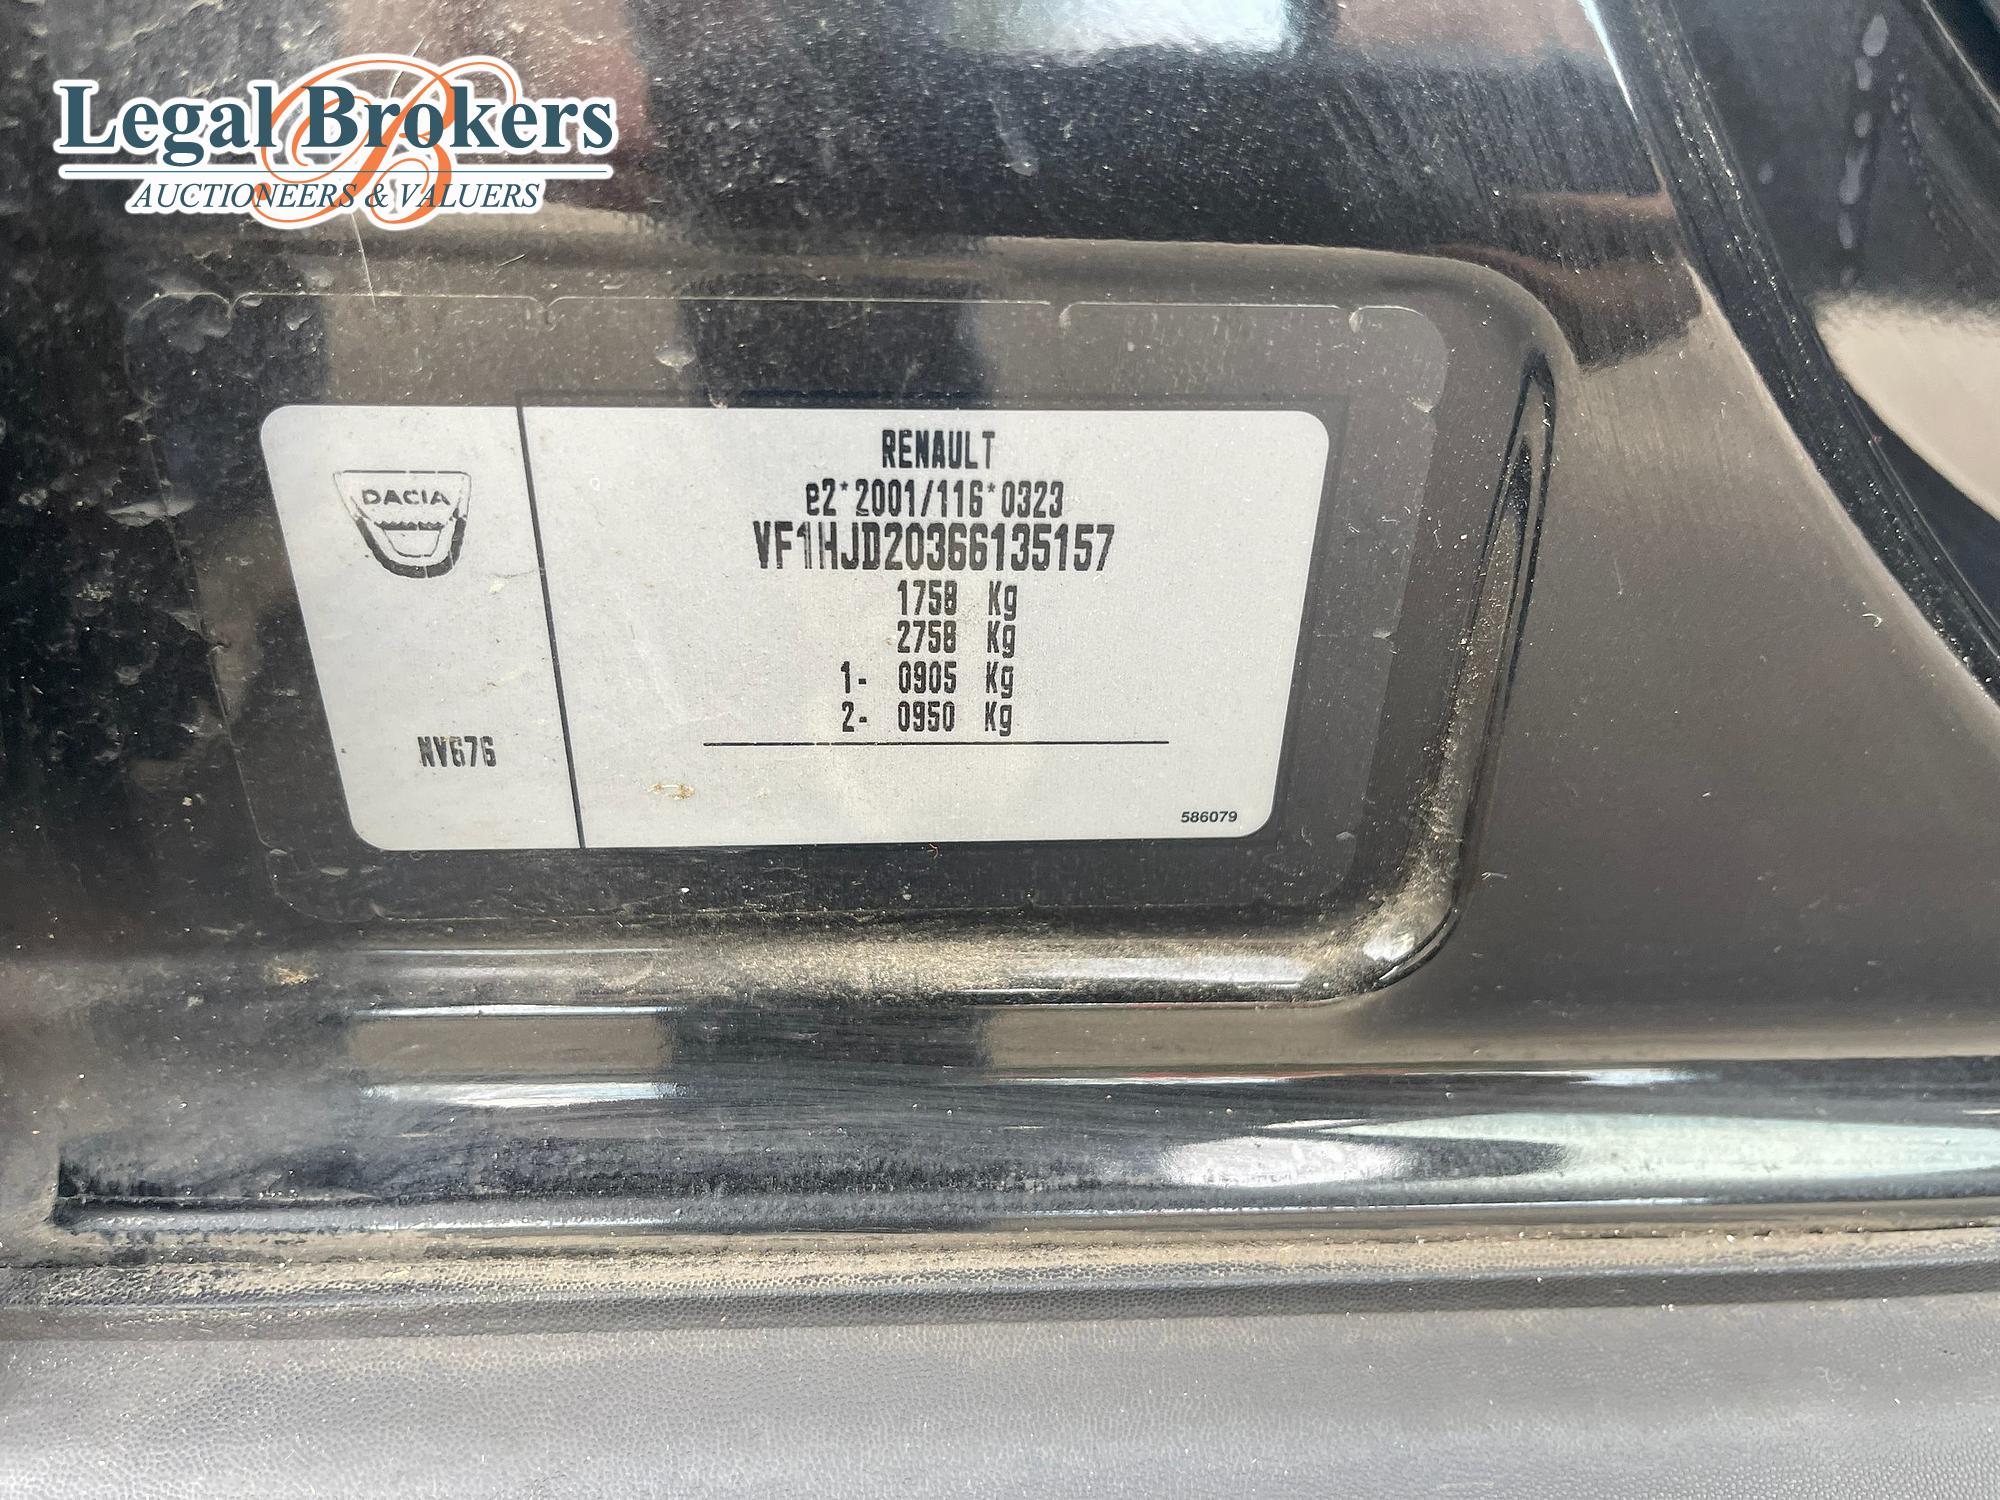 Legal Brokers
AUCTIONEERS & VALUERS
DACIA
NV676
RENAULT
e2*2001/116*0323
VF1HJD20366135157
1758 Kg
2758 Kg
1- 0905 Kg
2- 0950 Kg
586079